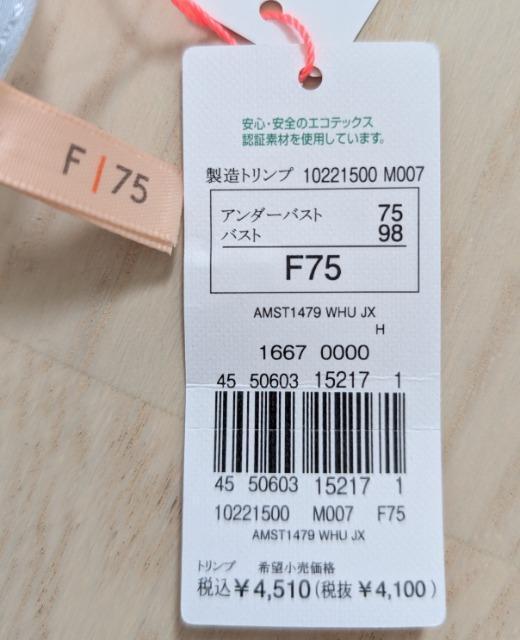 安心・安全のエコテックス
認証素材を使用しています。
製造トリンプ 10221500 M007
アンダーバスト 75
バスト 98
F75
AMST1479 WHU JX
H
1667 0000
45 50603 15217 1
45 50603 15217 1
10221500 M007 F75
AMST1479 WHU JX
トリンプ 希望小売価格
税込¥4,510(税抜¥4,100)
F|75